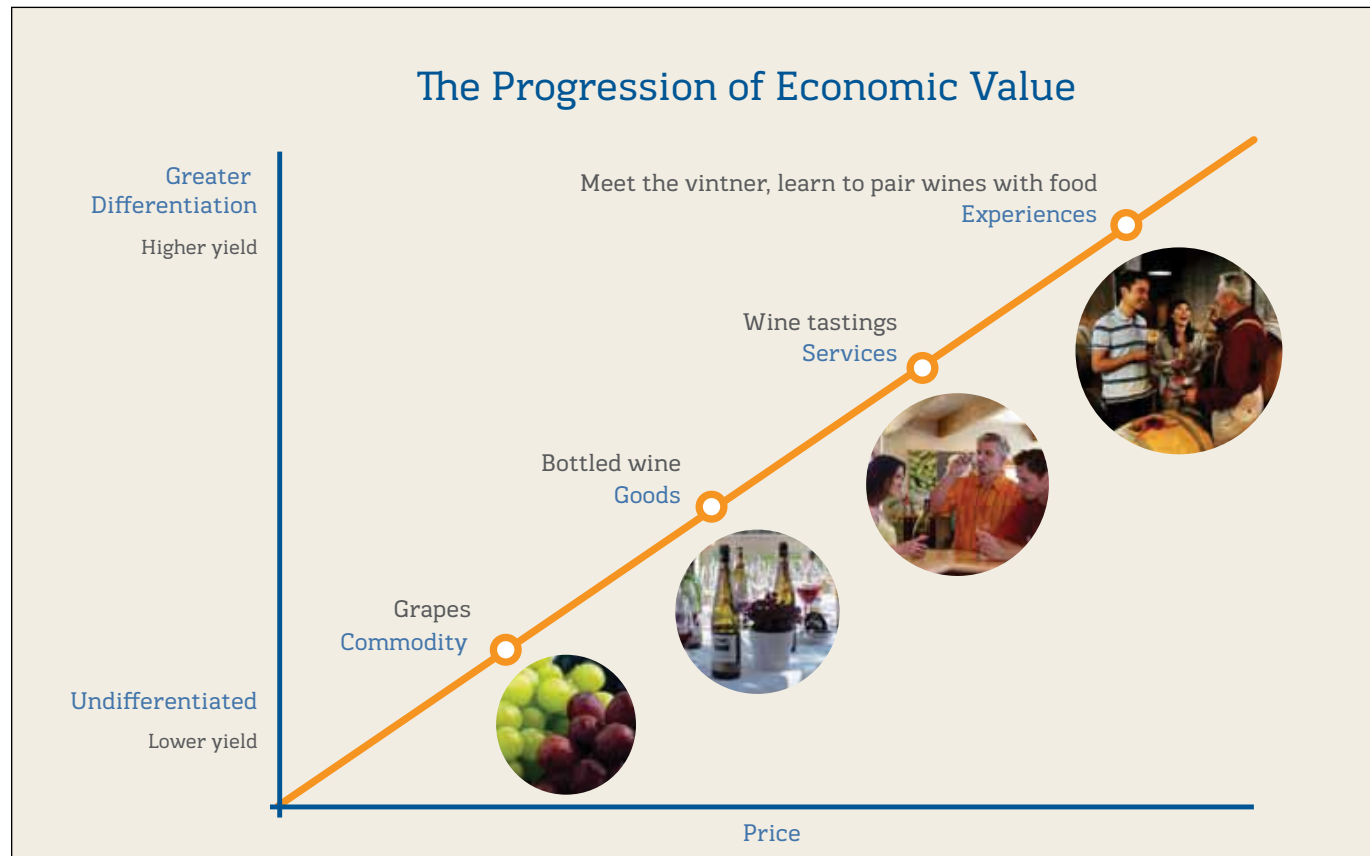 The Progression of Economic Value
Greater
Differentiation
Higher yield
Meet the vintner, learn to pair wines with food
Experiences
Wine tastings
Services
Bottled wine
Goods
Grapes
Commodity
Undifferentiated
Lower yield
Price